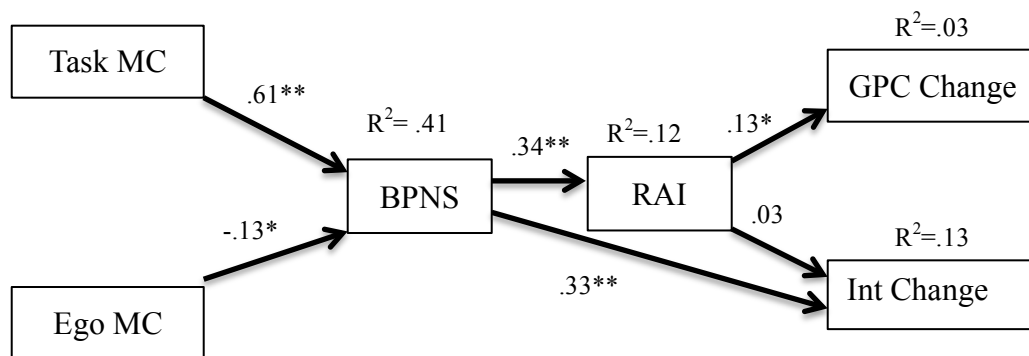 R²=.03
Task MC
GPC Change
.61**
R²= .41
.34**
R²=.12
.13*
BPNS
RAI
-.13*
.03
R²=.13
.33**
Int Change
Ego MC